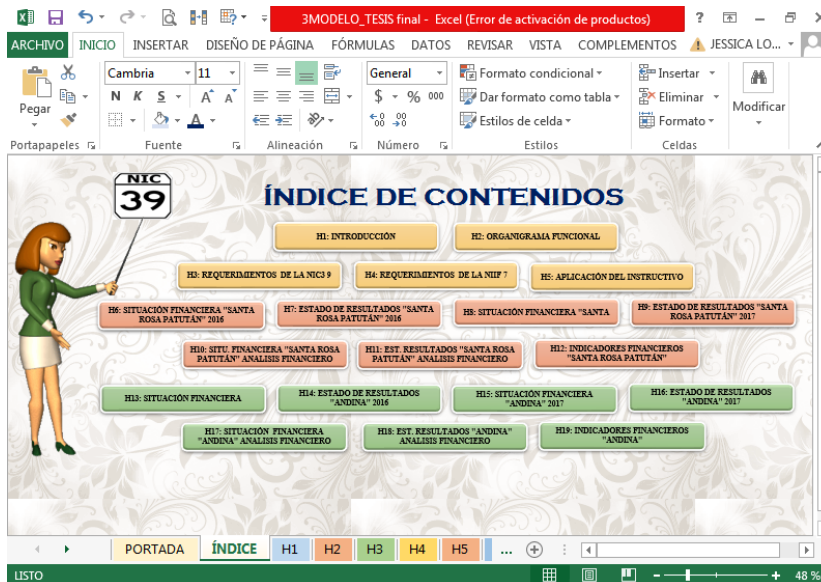 3MODELO_TESIS final - Excel (Error de activación de productos)
ARCHIVO INICIO INSERTAR DISEÑO DE PÁGINA FÓRMULAS DATOS REVISAR VISTA COMPLEMENTOS JESSICA LO...
Pegar
Cambria 11
N K S
A A
A
General
$ % 000
Formato condicional
Dar formato como tabla
Estilos de celda
Insertar
Eliminar
Formato
Modificar
Portapapeles Fuente Alineación Número Estilos Celdas
NIC
39
ÍNDICE DE CONTENIDOS
H1: INTRODUCCIÓN
H2: ORGANIGRAMA FUNCIONAL
H3: REQUERIMIENTOS DE LA NIC3 9
H4: REQUERIMIENTOS DE LA NIIF 7
H5: APLICACIÓN DEL INSTRUCTIVO
H6: SITUACIÓN FINANCIERA "SANTA
ROSA PATUTÁN" 2016
H7: ESTADO DE RESULTADOS "SANTA
ROSA PATUTÁN" 2016
H8: SITUACIÓN FINANCIERA "SANTA
H9: ESTADO DE RESULTADOS "SANTA
ROSA PATUTÁN" 2017
H10: SITU. FINANCIERA "SANTA ROSA
PATUTÁN" ANALISIS FINANCIERO
H11: EST. RESULTADOS "SANTA ROSA
PATUTÁN" ANALISIS FINANCIERO
H12: INDICADORES FINANCIEROS
"SANTA ROSA PATUTÁN"
H13: SITUACIÓN FINANCIERA
H14: ESTADO DE RESULTADOS
"ANDINA" 2016
H15: SITUACIÓN FINANCIERA
"ANDINA" 2017
H16: ESTADO DE RESULTADOS
"ANDINA" 2017
H17: SITUACIÓN FINANCIERA
"ANDINA" ANALISIS FINANCIERO
H18: EST. RESULTADOS "ANDINA"
ANALISIS FINANCIERO
H19: INDICADORES FINANCIEROS
"ANDINA"
PORTADA ÍNDICE H1 H2 H3 H4 H5 ...
LISTO 48 %